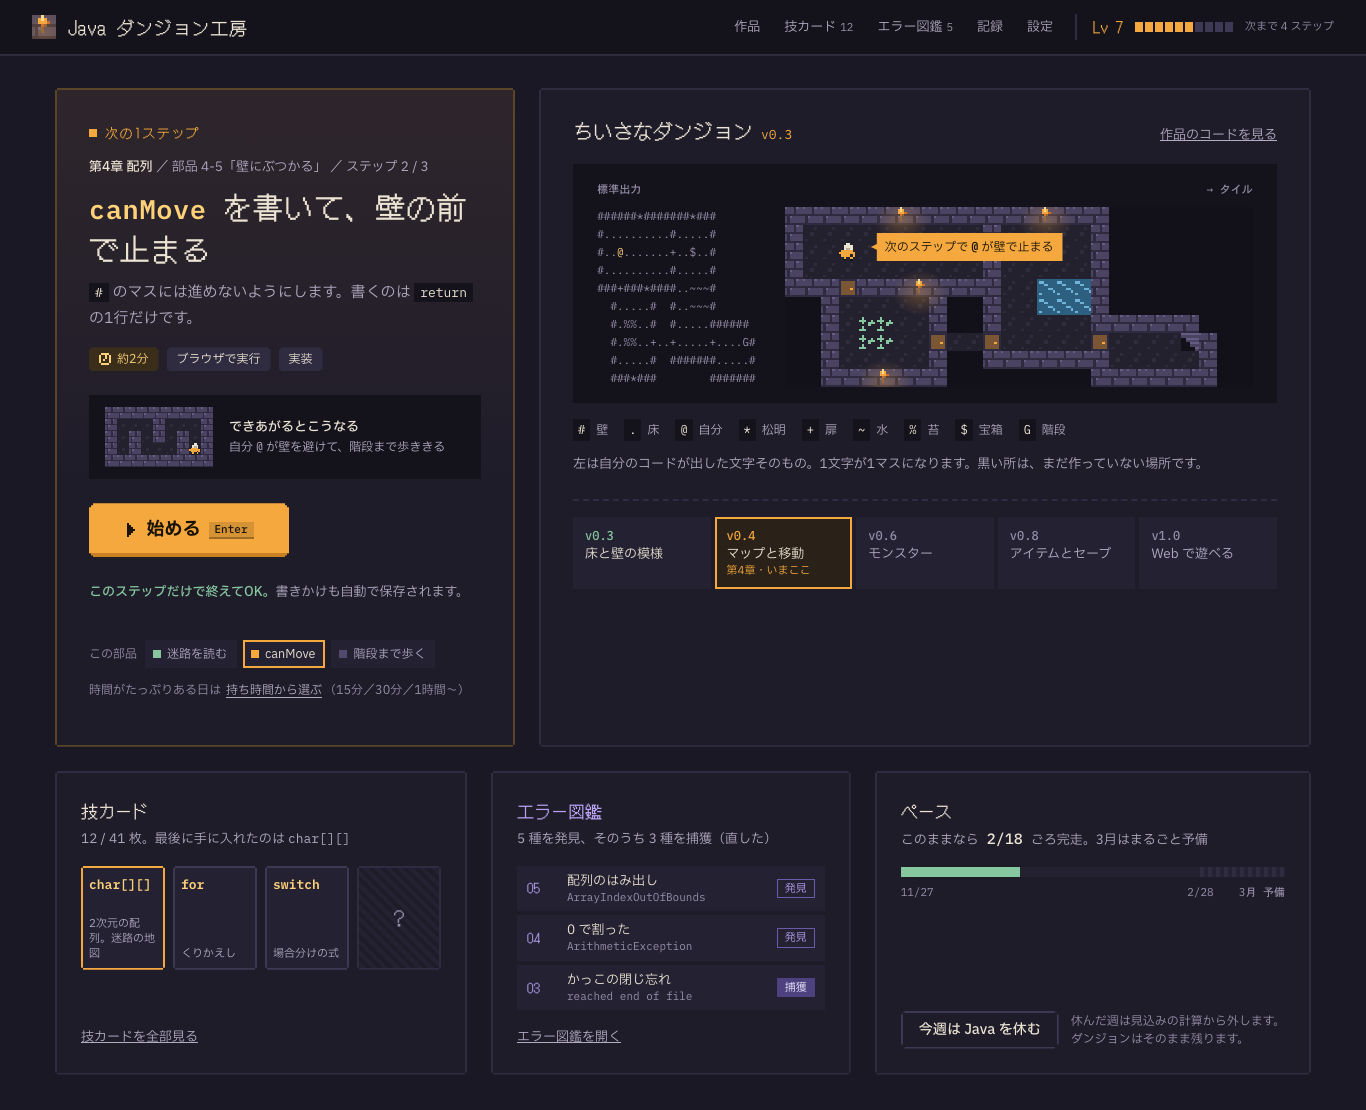 Java ダンジョン工房
作品 技カード 12 エラー図鑑 5 記録 設定 Lv 7 次まで 4 ステップ
次の1ステップ
第4章 配列 ／ 部品 4-5「壁にぶつかる」 ／ ステップ 2 / 3
canMove を書いて、壁の前
で止まる
# のマスには進めないようにします。書くのは return
の1行だけです。
約2分 ブラウザで実行 実装
できあがるとこうなる
自分 @ が壁を避けて、階段まで歩ききる
始める Enter
このステップだけで終えてOK。書きかけも自動で保存されます。
この部品 迷路を読む canMove 階段まで歩く
時間がたっぷりある日は 持ち時間から選ぶ（15分／30分／1時間〜）
ちいさなダンジョン v0.3
作品のコードを見る
標準出力 → タイル
######*#######*###
#..........#.....#
#..@.......+..$..#
#..........#.....#
###+###*####..~~~#
  #.....#  #..~~~#
  #.%%..#  #.....######
  #.%%..+..+.....+....G#
  #.....#  #######.....#
  ###*###        #######
次のステップで @ が壁で止まる
# 壁 . 床 @ 自分 * 松明 + 扉 ~ 水 % 苔 $ 宝箱 G 階段
左は自分のコードが出した文字そのもの。1文字が1マスになります。黒い所は、まだ作っていない場所です。
v0.3
床と壁の模様
v0.4
マップと移動
第4章・いまここ
v0.6
モンスター
v0.8
アイテムとセーブ
v1.0
Web で遊べる
技カード
12 / 41 枚。最後に手に入れたのは char[][]
char[][]
2次元の配
列。迷路の地
図
for
くりかえし
switch
場合分けの式
?
技カードを全部見る
エラー図鑑
5 種を発見、そのうち 3 種を捕獲（直した）
05 配列のはみ出し 発見
ArrayIndexOutOfBounds
04 0 で割った 発見
ArithmeticException
03 かっこの閉じ忘れ 捕獲
reached end of file
エラー図鑑を開く
ペース
このままなら 2/18 ごろ完走。3月はまるごと予備
11/27 2/28 3月 予備
今週は Java を休む
休んだ週は見込みの計算から外します。
ダンジョンはそのまま残ります。